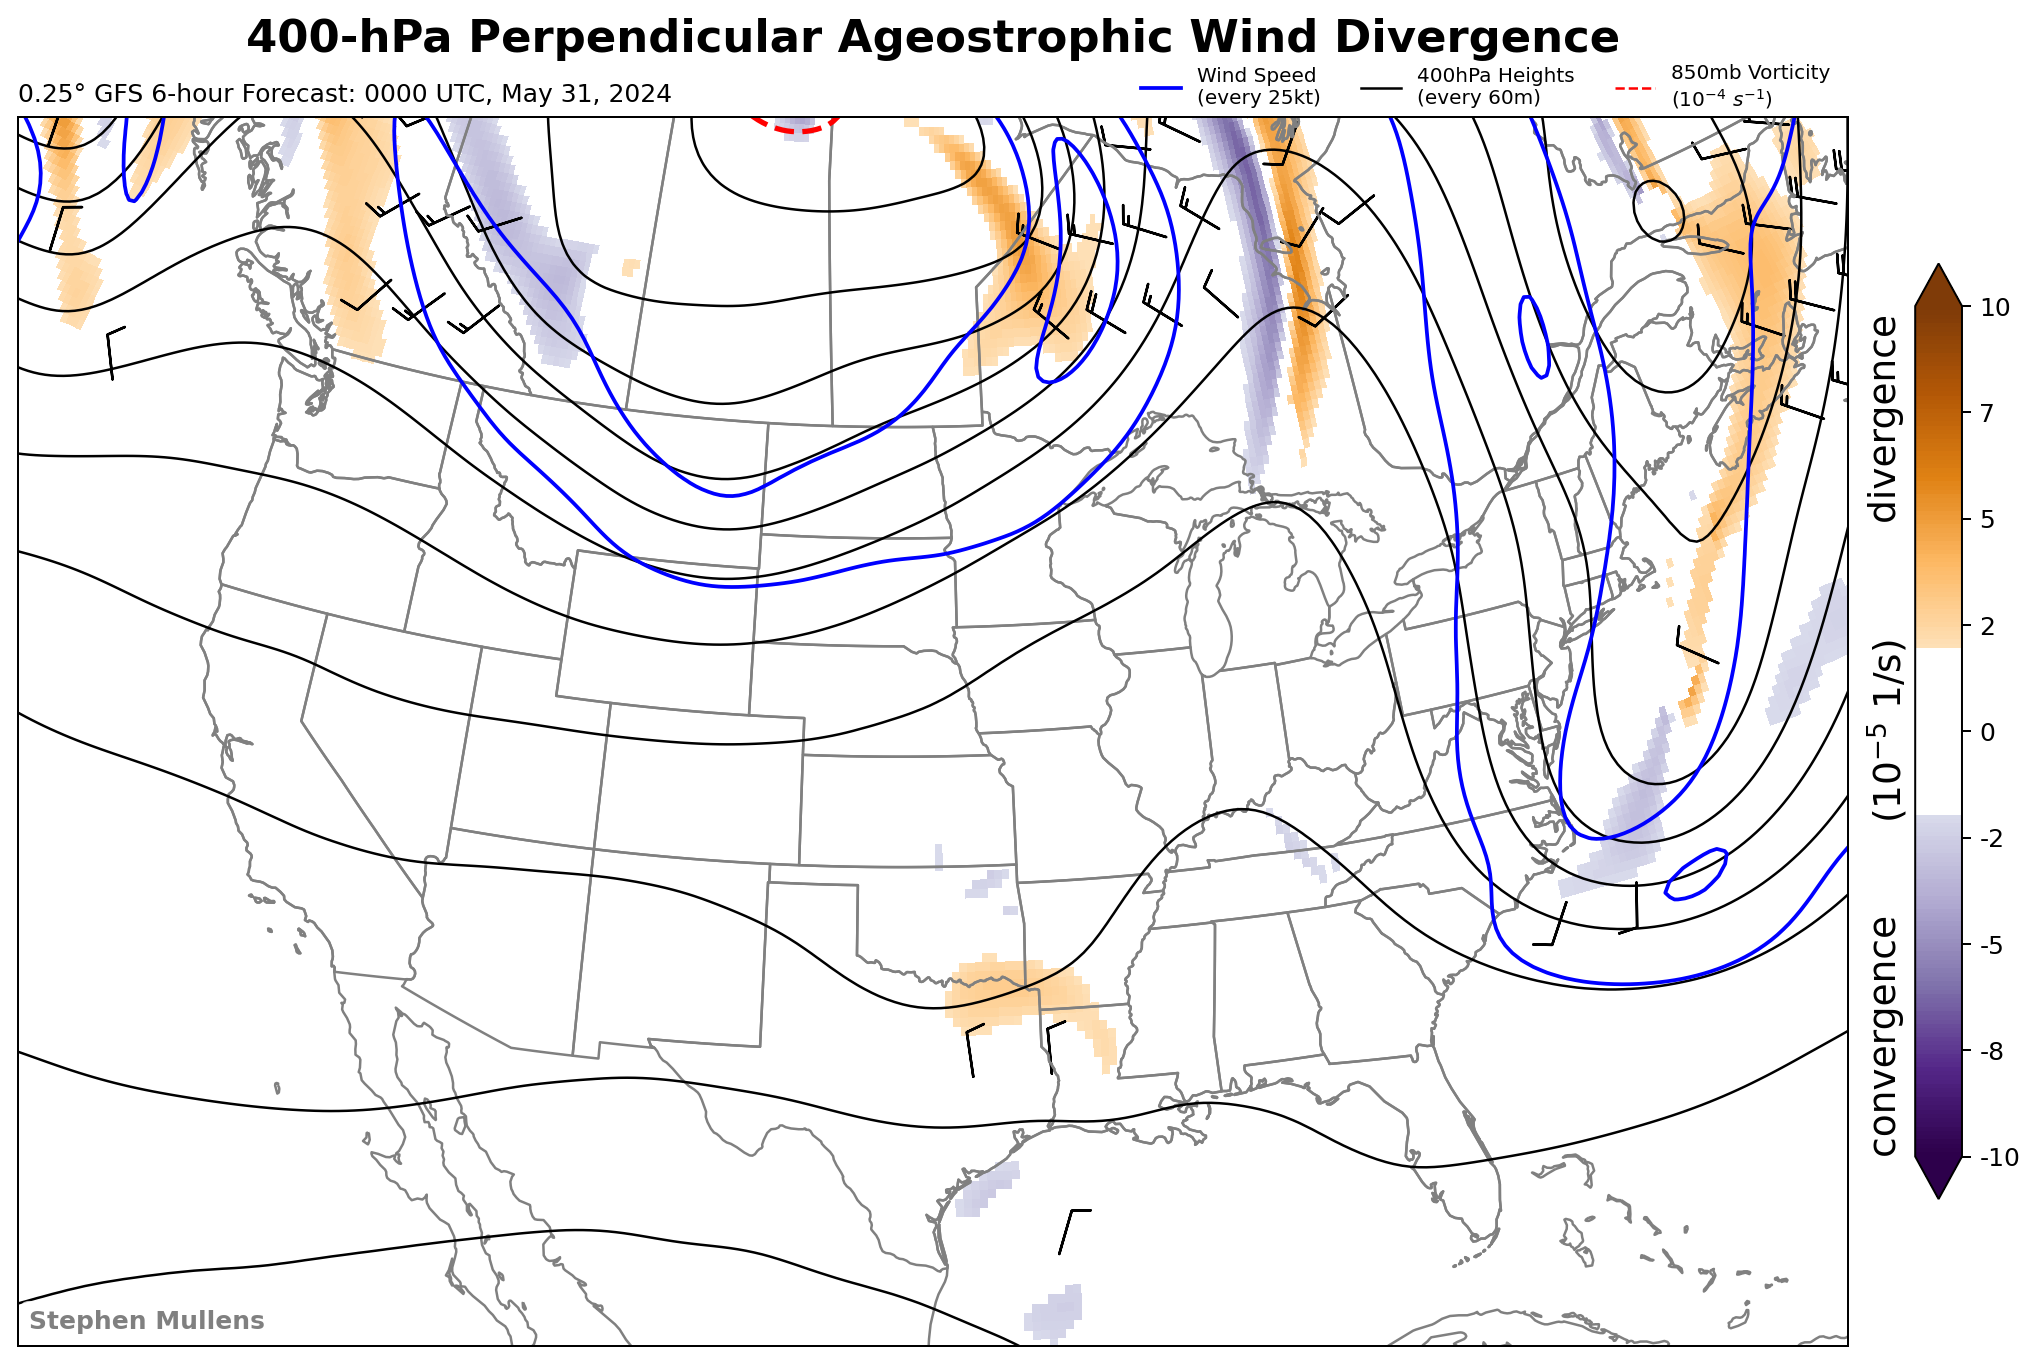 400-hPa Perpendicular Ageostrophic Wind Divergence
0.25° GFS 6-hour Forecast: 0000 UTC, May 31, 2024
Wind Speed
(every 25kt)
400hPa Heights
(every 60m)
850mb Vorticity
(10⁻⁴ s⁻¹)
10
7
5
2
0
-2
-5
-8
-10
convergence (10⁻⁵ 1/s) divergence
Stephen Mullens